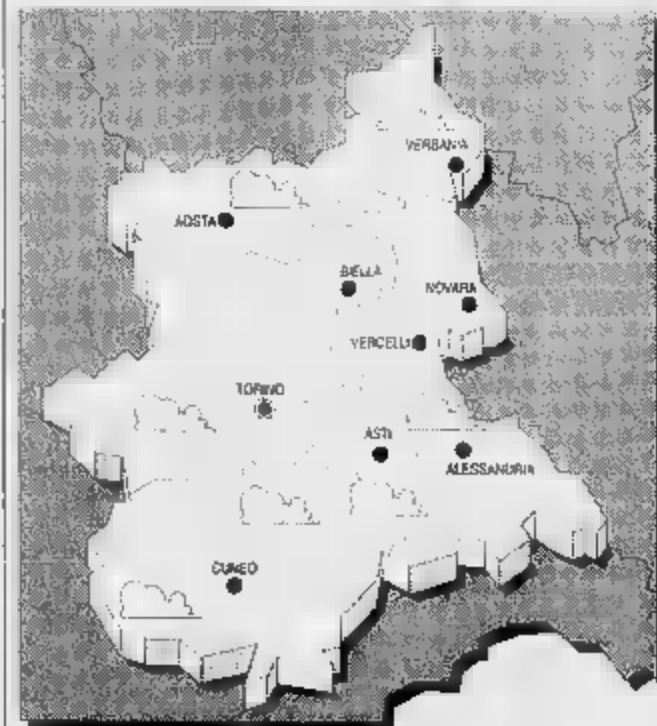 VERBANIA
AOSTA
BIELLA
NOVARA
VERCELLI
TORINO
ASTI
ALESSANDRIA
CUNEO